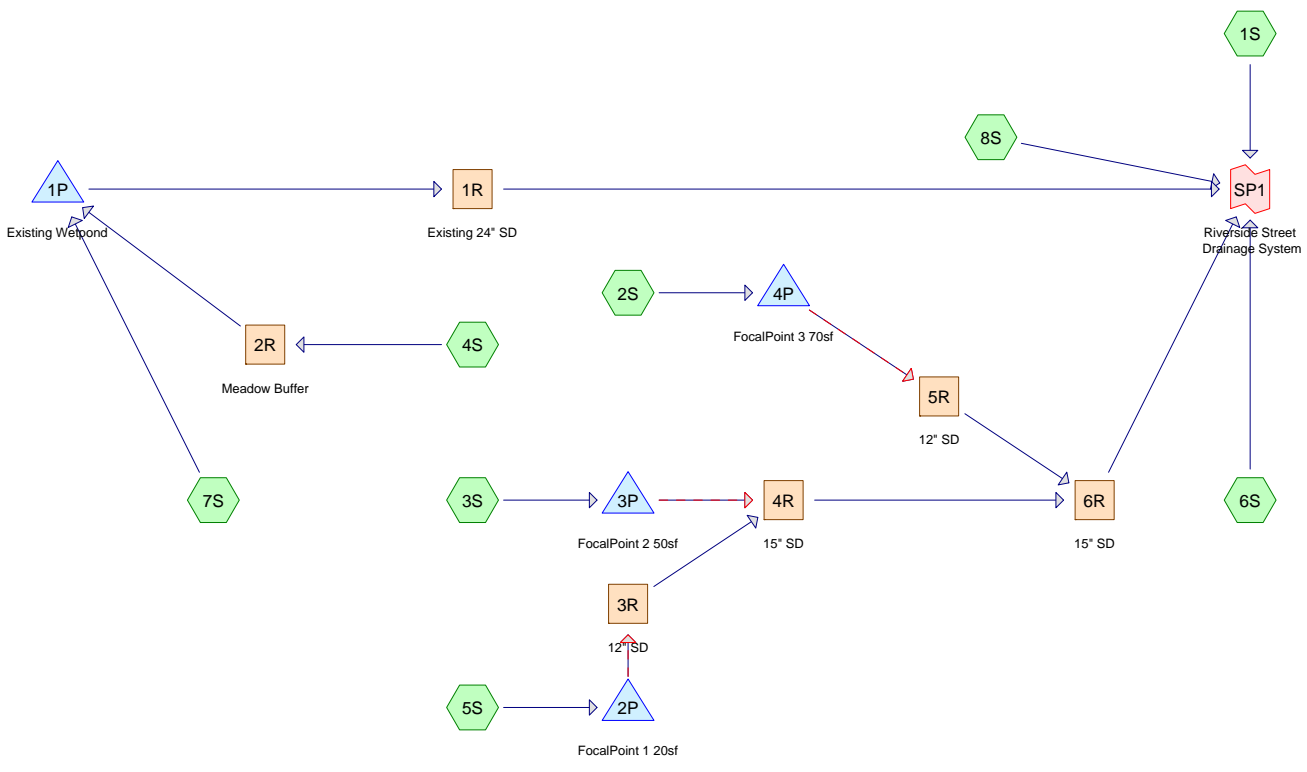 1S
8S
1P
Existing Wetpond
1R
Existing 24" SD
SP1
Riverside Street
Drainage System
2S
4P
FocalPoint 3 70sf
2R
Meadow Buffer
4S
5R
12" SD
7S
3S
3P
FocalPoint 2 50sf
4R
15" SD
6R
15" SD
6S
3R
12" SD
5S
2P
FocalPoint 1 20sf